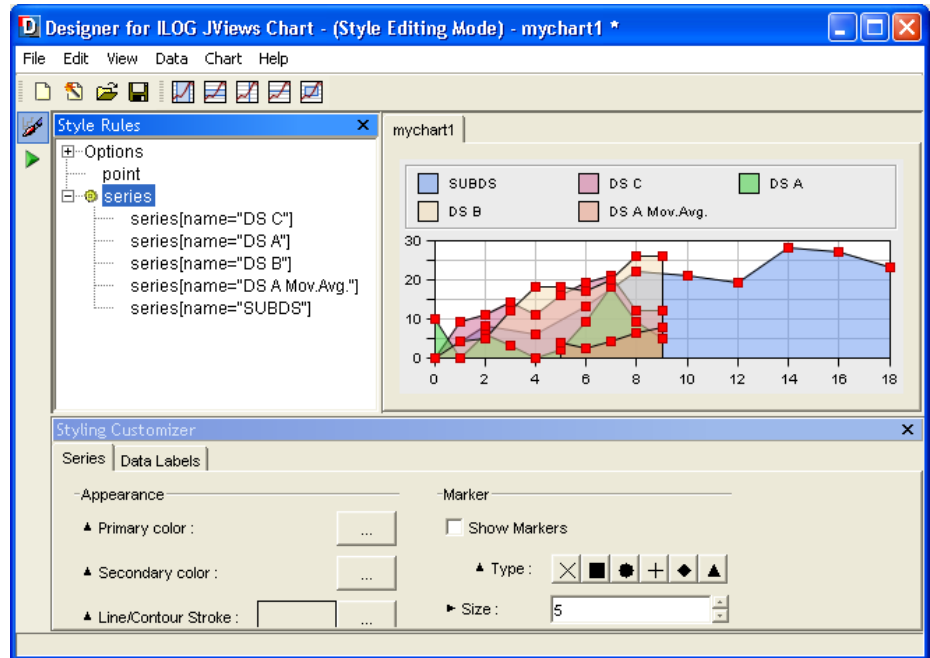 Designer for ILOG JViews Chart - (Style Editing Mode) - mychart1 *
File Edit View Data Chart Help
Style Rules
Options
point
series
series[name="DS C"]
series[name="DS A"]
series[name="DS B"]
series[name="DS A Mov.Avg."]
series[name="SUBDS"]
mychart1
SUBDS DS C DS A
DS B DS A Mov.Avg.
30
20
10
0
0 2 4 6 8 10 12 14 16 18
Styling Customizer
Series Data Labels
Appearance
Primary color :
...
Secondary color :
...
Line/Contour Stroke :
...
Marker
Show Markers
Type :
Size :
5